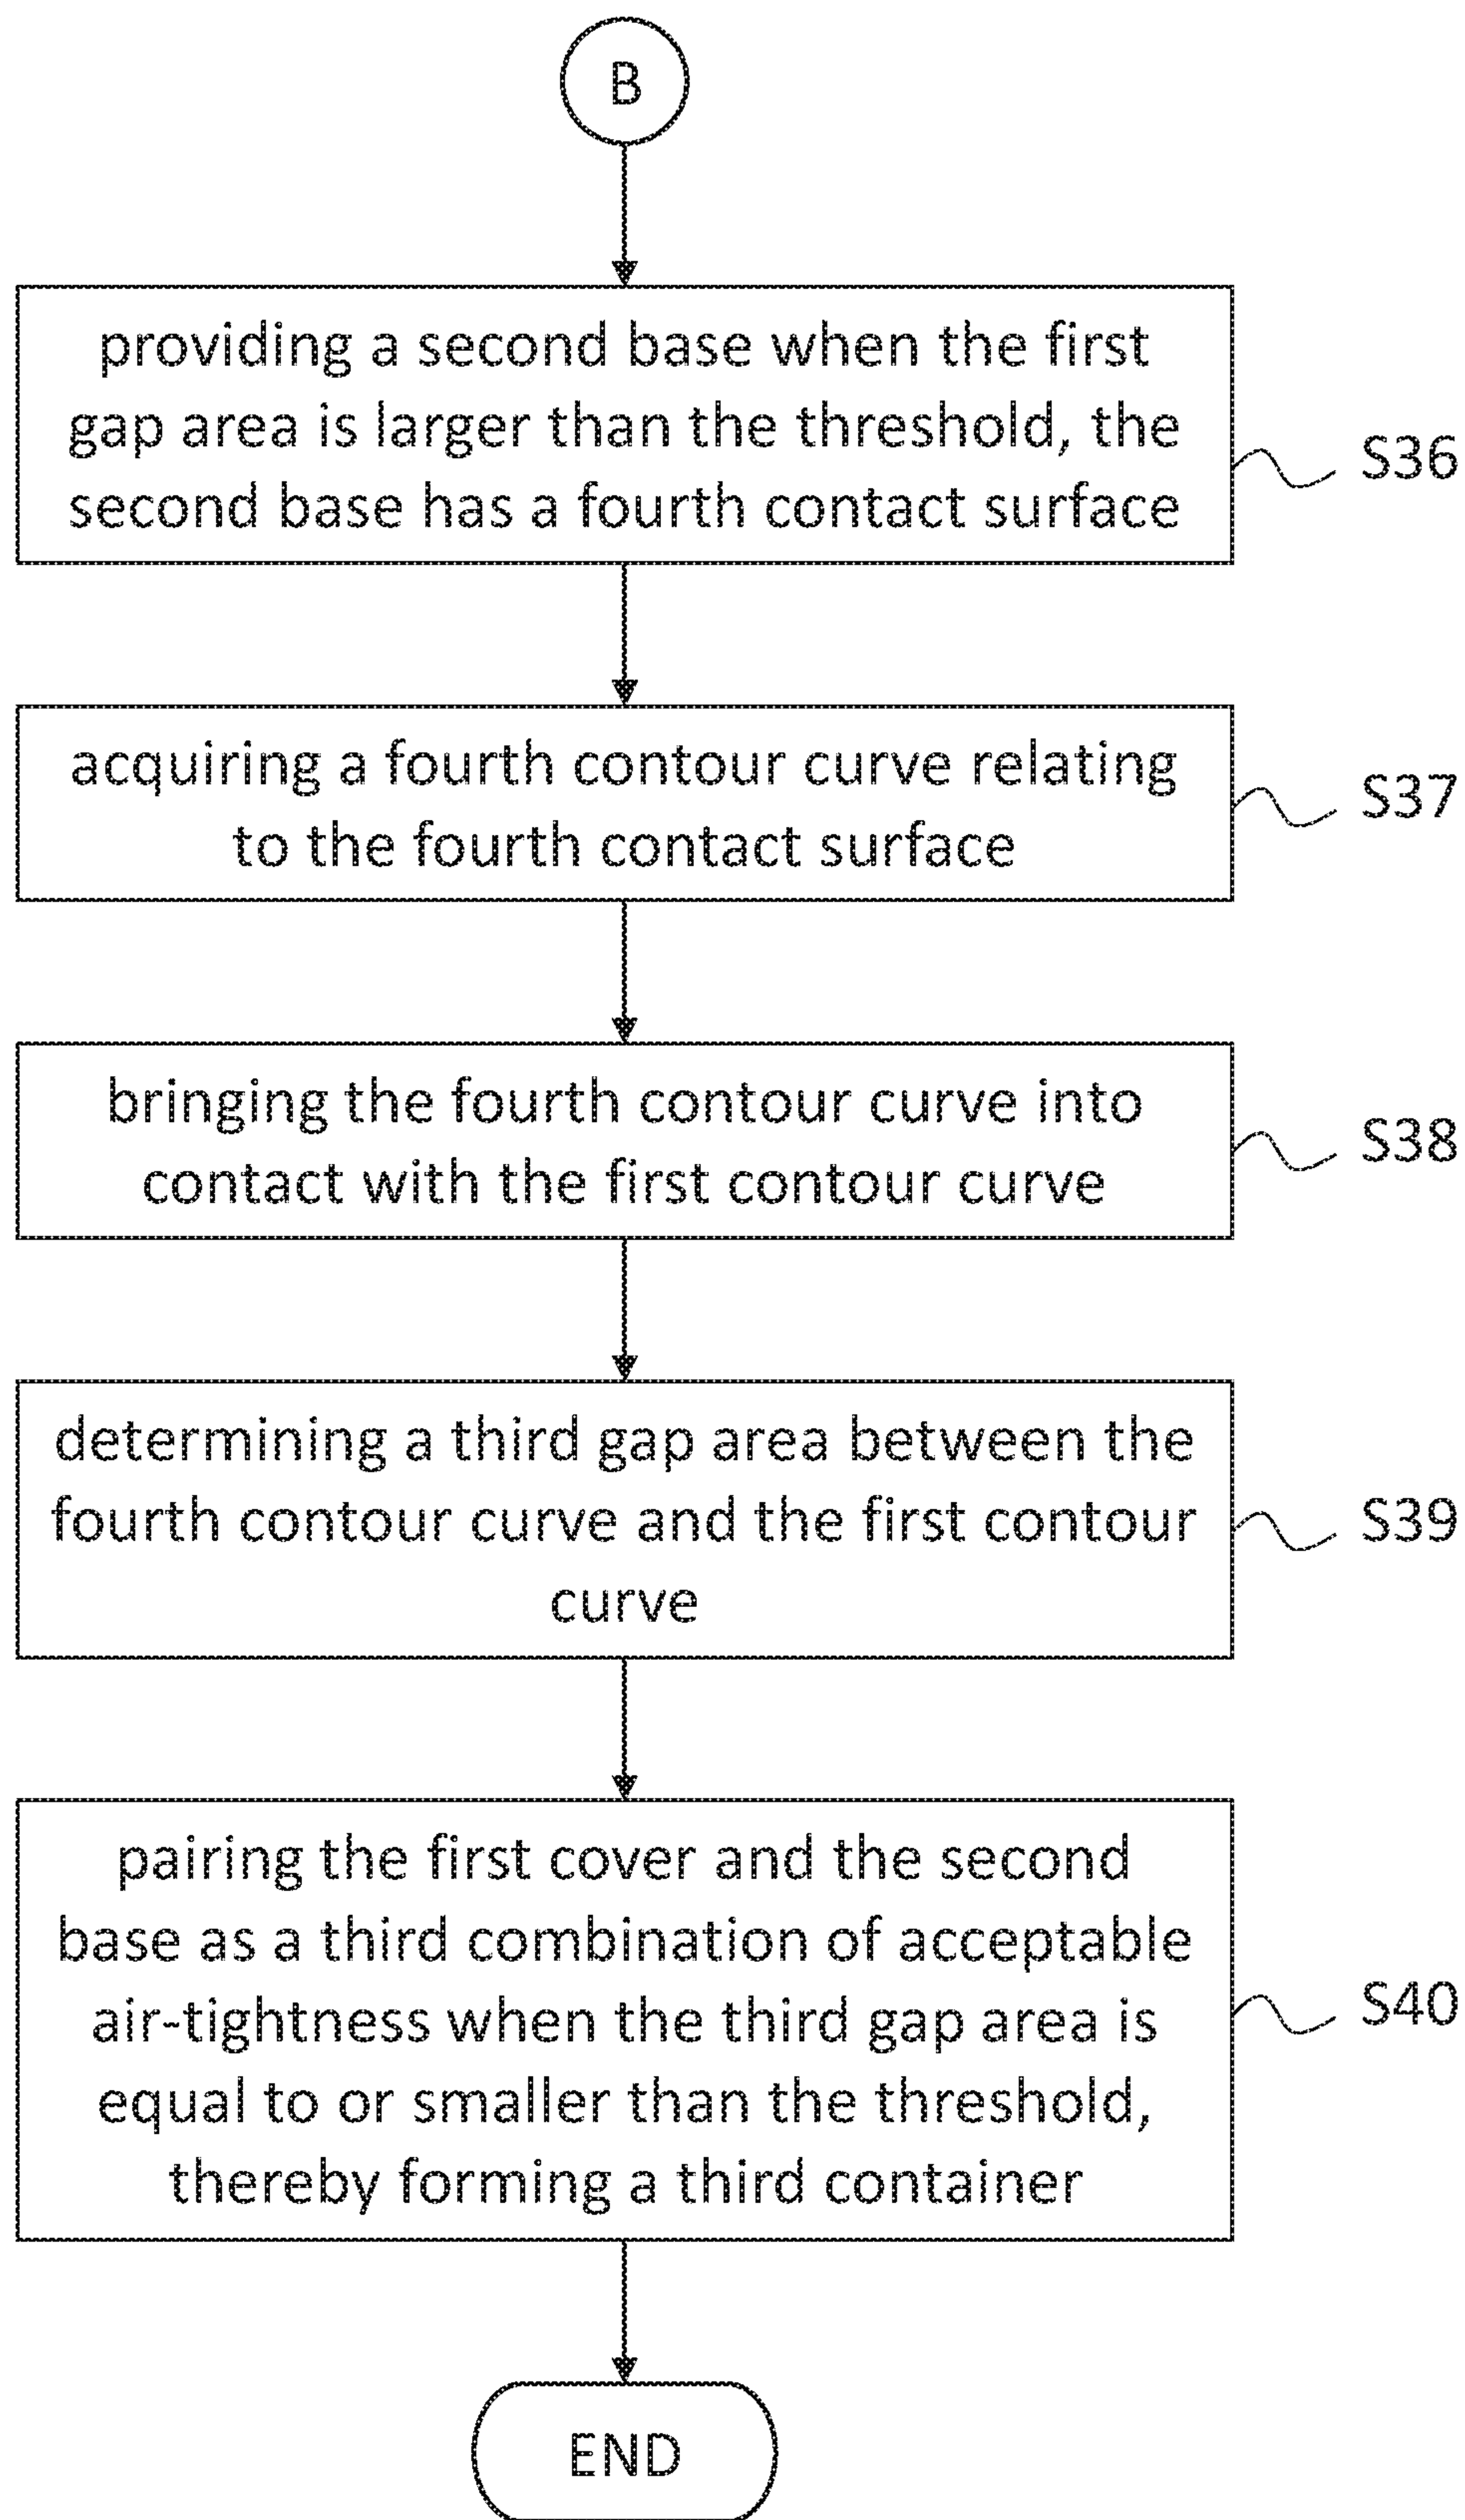 B
providing a second base when the first
gap area is larger than the threshold, the
second base has a fourth contact surface
S36
acquiring a fourth contour curve relating
to the fourth contact surface
S37
bringing the fourth contour curve into
contact with the first contour curve
S38
determining a third gap area between the
fourth contour curve and the first contour
curve
S39
pairing the first cover and the second
base as a third combination of acceptable
air-tightness when the third gap area is
equal to or smaller than the threshold,
thereby forming a third container
S40
END